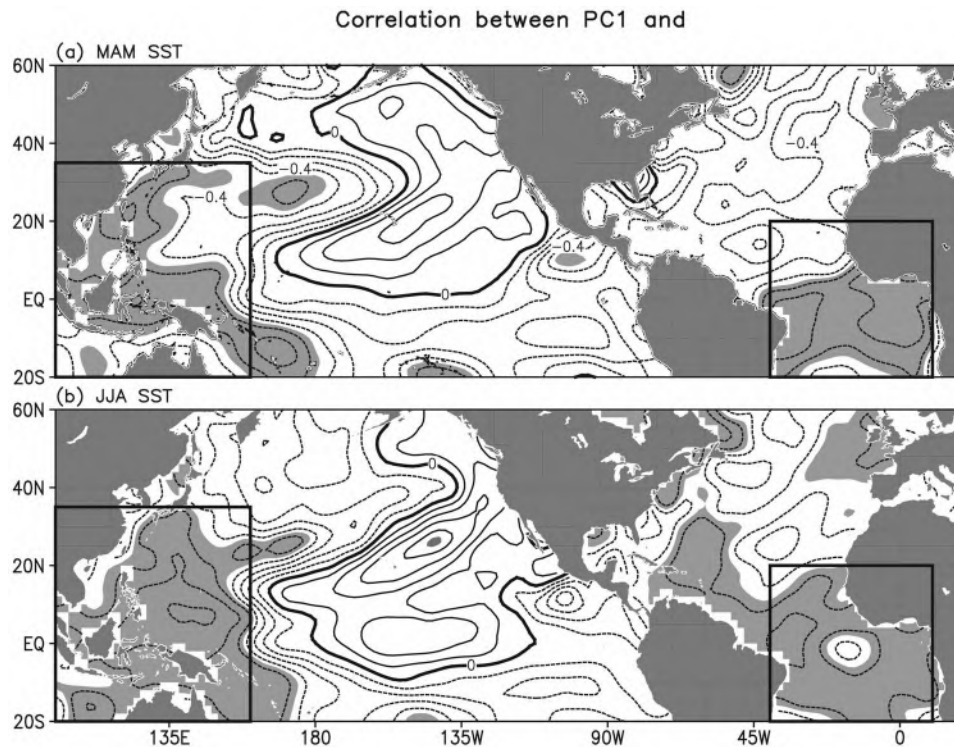 Correlation between PC1 and
(a) MAM SST
60N
40N
20N
EQ
20S
0
-0.4
-0.4
-0.4
-0.4
-0.4
0
(b) JJA SST
60N
40N
20N
EQ
20S
0
0
135E 180 135W 90W 45W 0